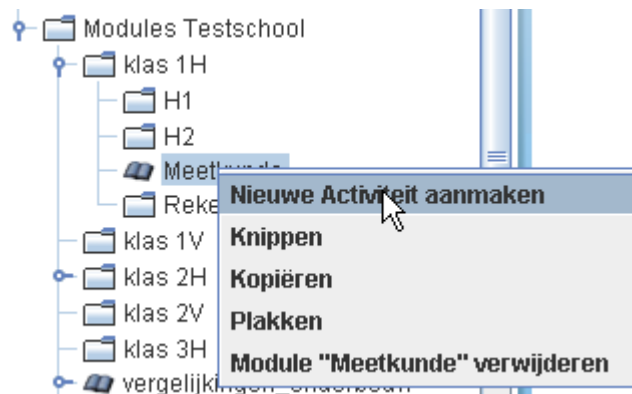 Modules Testschool
klas 1H
H1
H2
Meetkunde
Nieuwe Activiteit aanmaken
Knippen
klas 1V
klas 2H
Kopiëren
klas 2V
Plakken
klas 3H
Module "Meetkunde" verwijderen